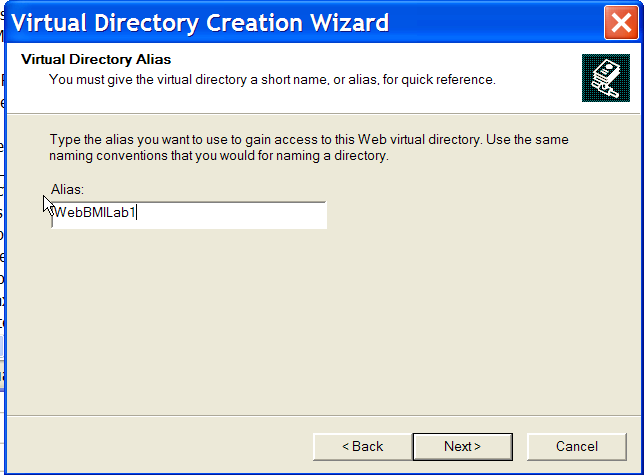 Virtual Directory Creation Wizard
Virtual Directory Alias
You must give the virtual directory a short name, or alias, for quick reference.
Type the alias you want to use to gain access to this Web virtual directory. Use the same
naming conventions that you would for naming a directory.
Alias:
WebBMILab1
< Back
Next >
Cancel